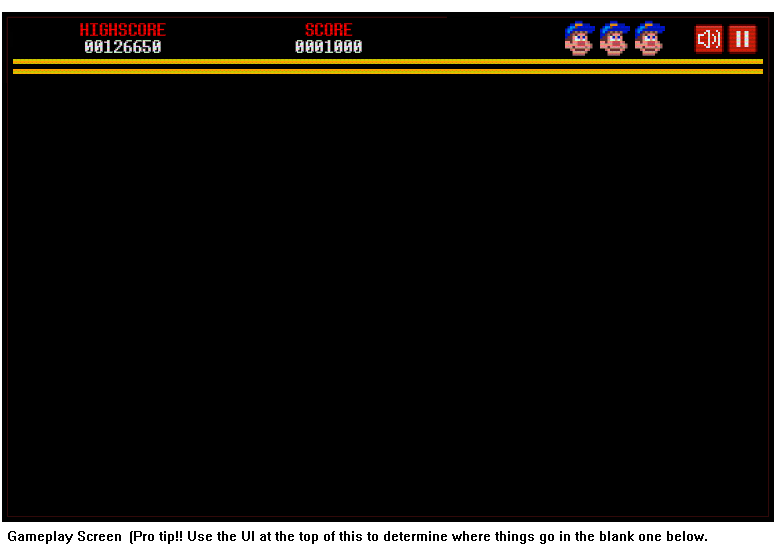 HIGHSCORE SCORE
00126650 0001000
Gameplay Screen (Pro tip!! Use the UI at the top of this to determine where things go in the blank one below.